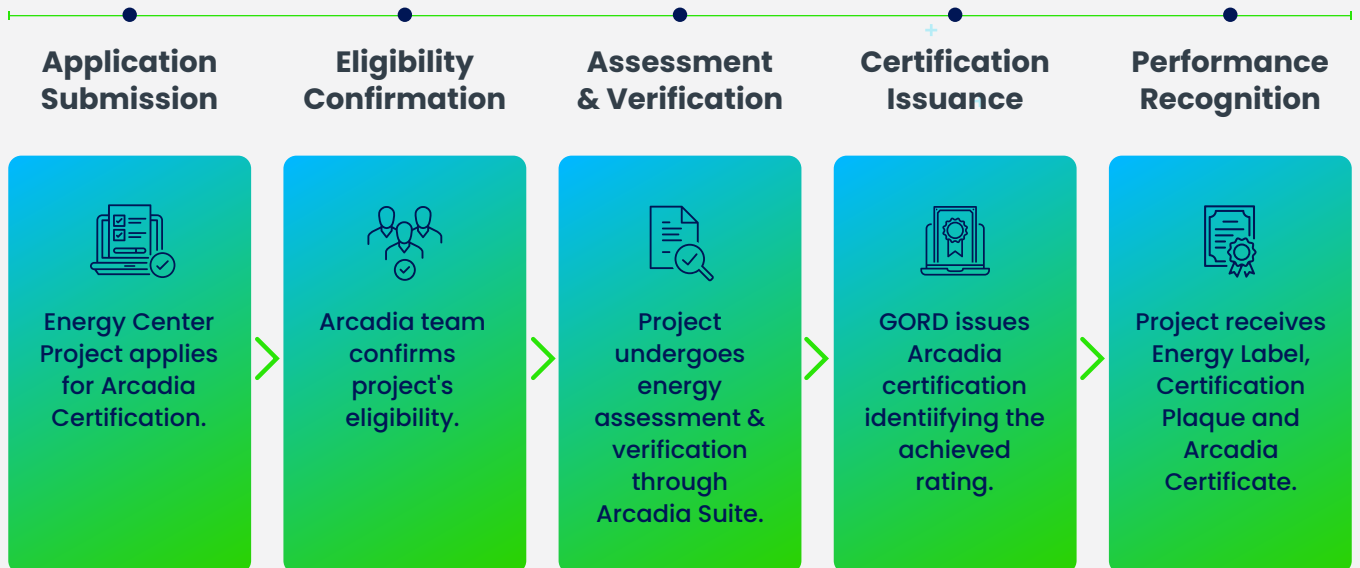 Application
Submission
Eligibility
Confirmation
Assessment
& Verification
Certification
Issuance
Performance
Recognition
Energy Center
Project applies
for Arcadia
Certification.
Arcadia team
confirms
project's
eligibility.
Project
undergoes
energy
assessment &
verification
through
Arcadia Suite.
GORD issues
Arcadia
certification
identiifying the
achieved
rating.
Project receives
Energy Label,
Certification
Plaque and
Arcadia
Certificate.